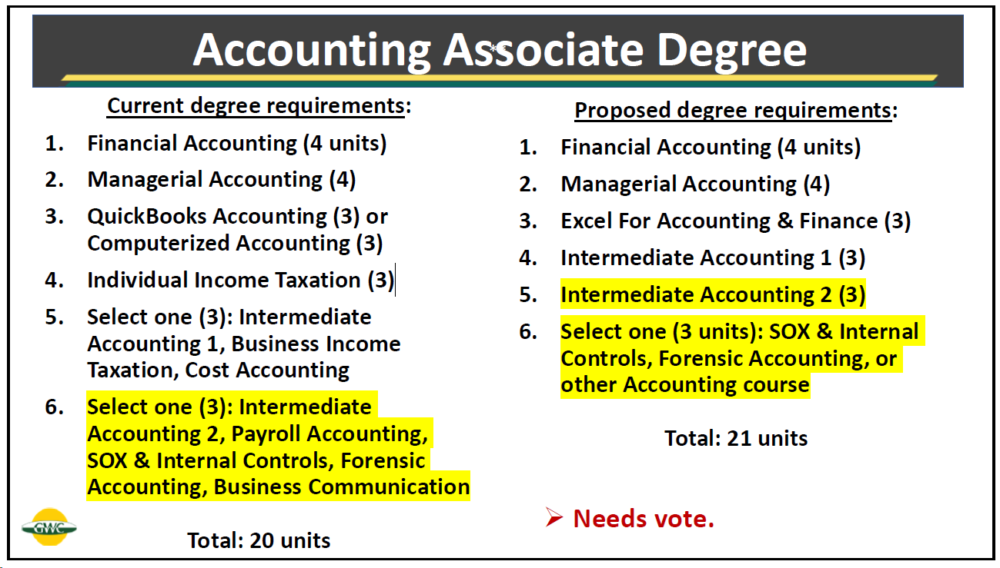 Accounting Associate Degree
**
Current degree requirements:
1. Financial Accounting (4 units)
2. Managerial Accounting (4)
3. QuickBooks Accounting (3) or
Computerized Accounting (3)
4. Individual Income Taxation (3)
5. Select one (3): Intermediate
Accounting 1, Business Income
Taxation, Cost Accounting
6. Select one (3): Intermediate
Accounting 2, Payroll Accounting,
SOX & Internal Controls, Forensic
Accounting, Business Communication
Total: 20 units
GWC
Proposed degree requirements:
1. Financial Accounting (4 units)
2. Managerial Accounting (4)
3. Excel For Accounting & Finance (3)
4. Intermediate Accounting 1 (3)
5. Intermediate Accounting 2 (3)
6. Select one (3 units): SOX & Internal
Controls, Forensic Accounting, or
other Accounting course
Total: 21 units
➢ Needs vote.